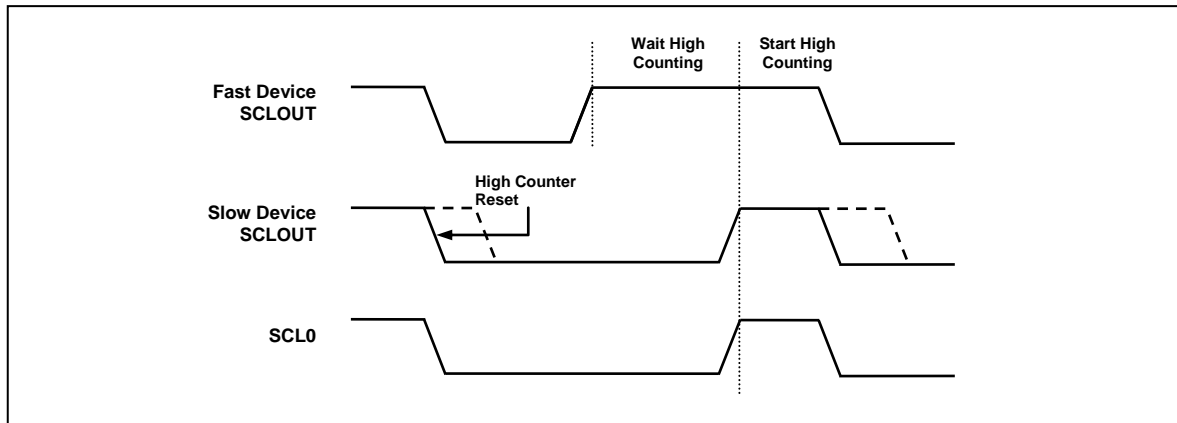 Wait High
Counting
Start High
Counting
Fast Device
SCLOUT
High Counter
Reset
Slow Device
SCLOUT
SCL0